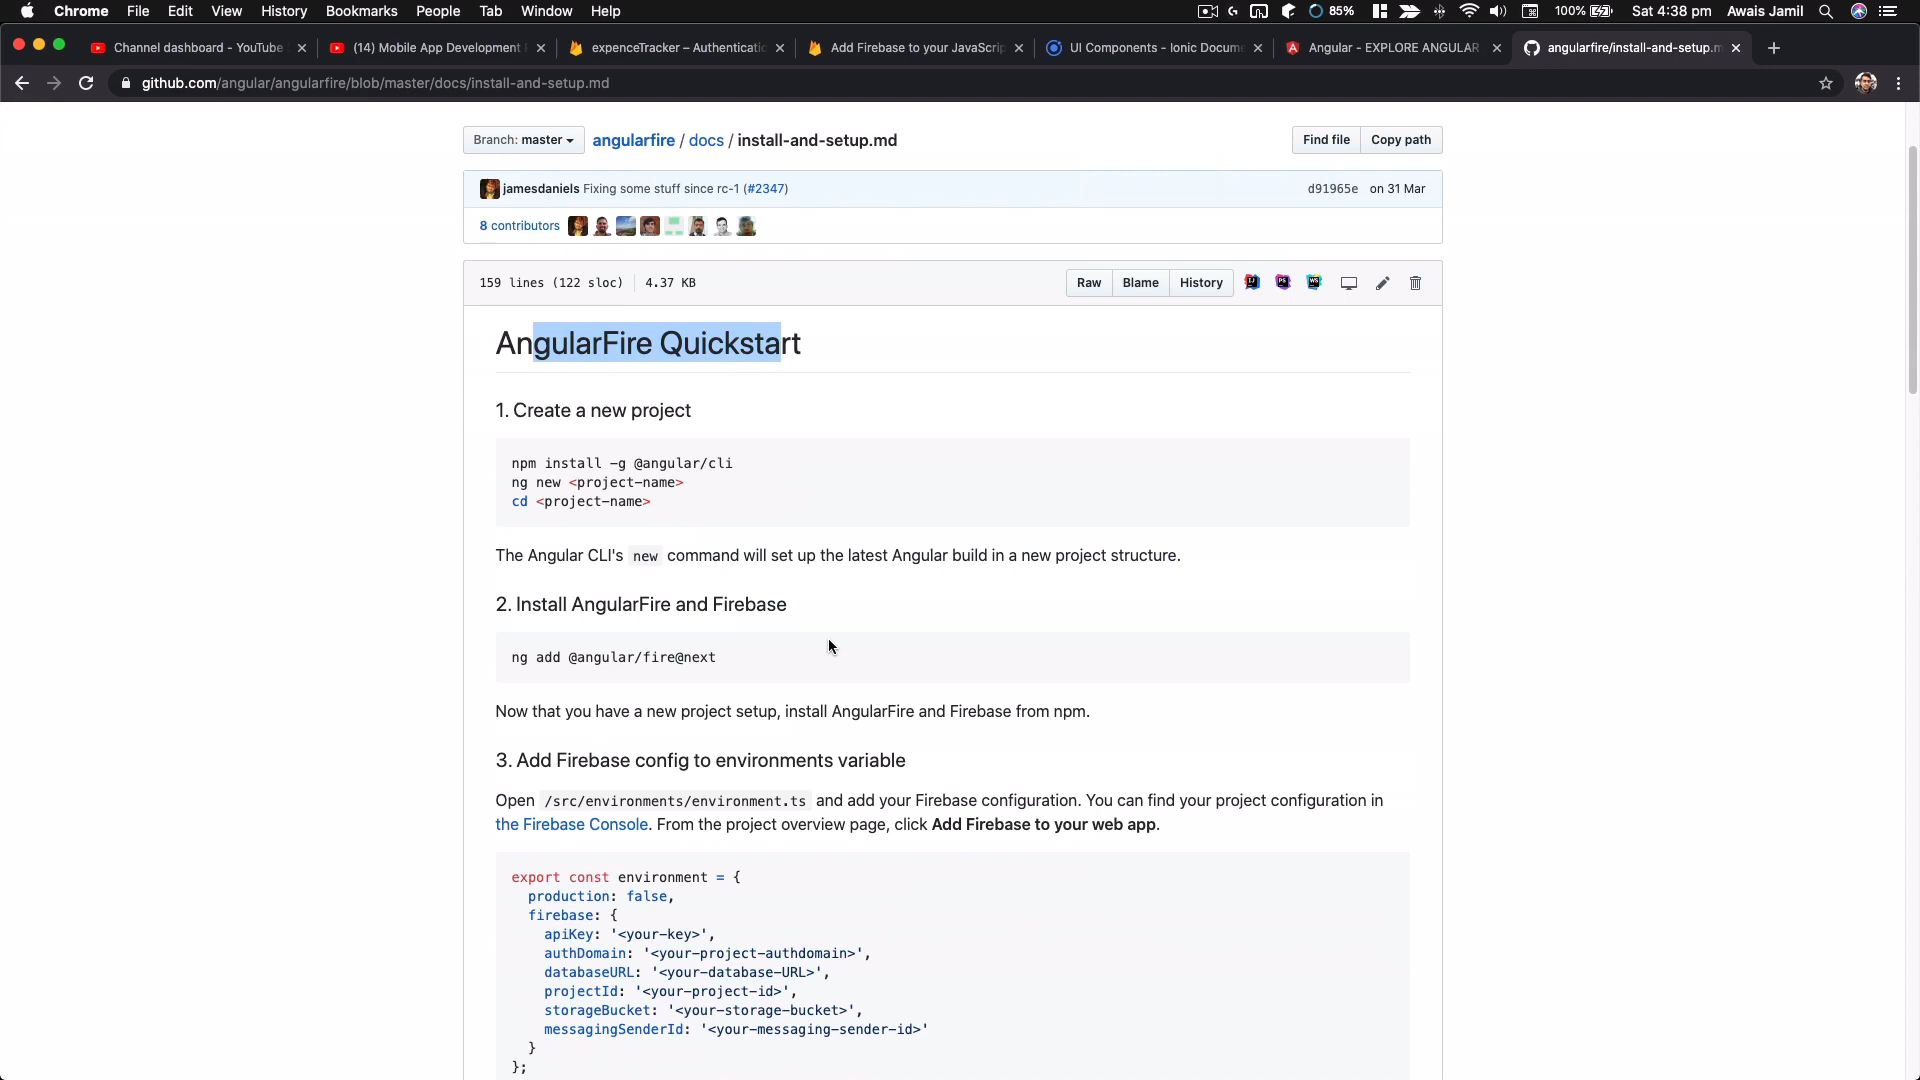 Chrome File Edit View History Bookmarks People Tab Window Help 85% 100% Sat 4:38 pm Awais Jamil
Channel dashboard - YouTube (14) Mobile App Development expenceTracker – Authenticatio Add Firebase to your JavaScrip UI Components - Ionic Docume Angular - EXPLORE ANGULAR angularfire/install-and-setup.m
github.com/angular/angularfire/blob/master/docs/install-and-setup.md
Branch: master angularfire / docs / install-and-setup.md Find file Copy path
jamesdaniels Fixing some stuff since rc-1 (#2347) d91965e on 31 Mar
8 contributors
159 lines (122 sloc) 4.37 KB Raw Blame History
AngularFire Quickstart
1. Create a new project
npm install -g @angular/cli
ng new <project-name>
cd <project-name>
The Angular CLI's new command will set up the latest Angular build in a new project structure.
2. Install AngularFire and Firebase
ng add @angular/fire@next
Now that you have a new project setup, install AngularFire and Firebase from npm.
3. Add Firebase config to environments variable
Open /src/environments/environment.ts and add your Firebase configuration. You can find your project configuration in
the Firebase Console. From the project overview page, click Add Firebase to your web app.
export const environment = {
production: false,
firebase: {
apiKey: '<your-key>',
authDomain: '<your-project-authdomain>',
databaseURL: '<your-database-URL>',
projectId: '<your-project-id>',
storageBucket: '<your-storage-bucket>',
messagingSenderId: '<your-messaging-sender-id>'
}
};